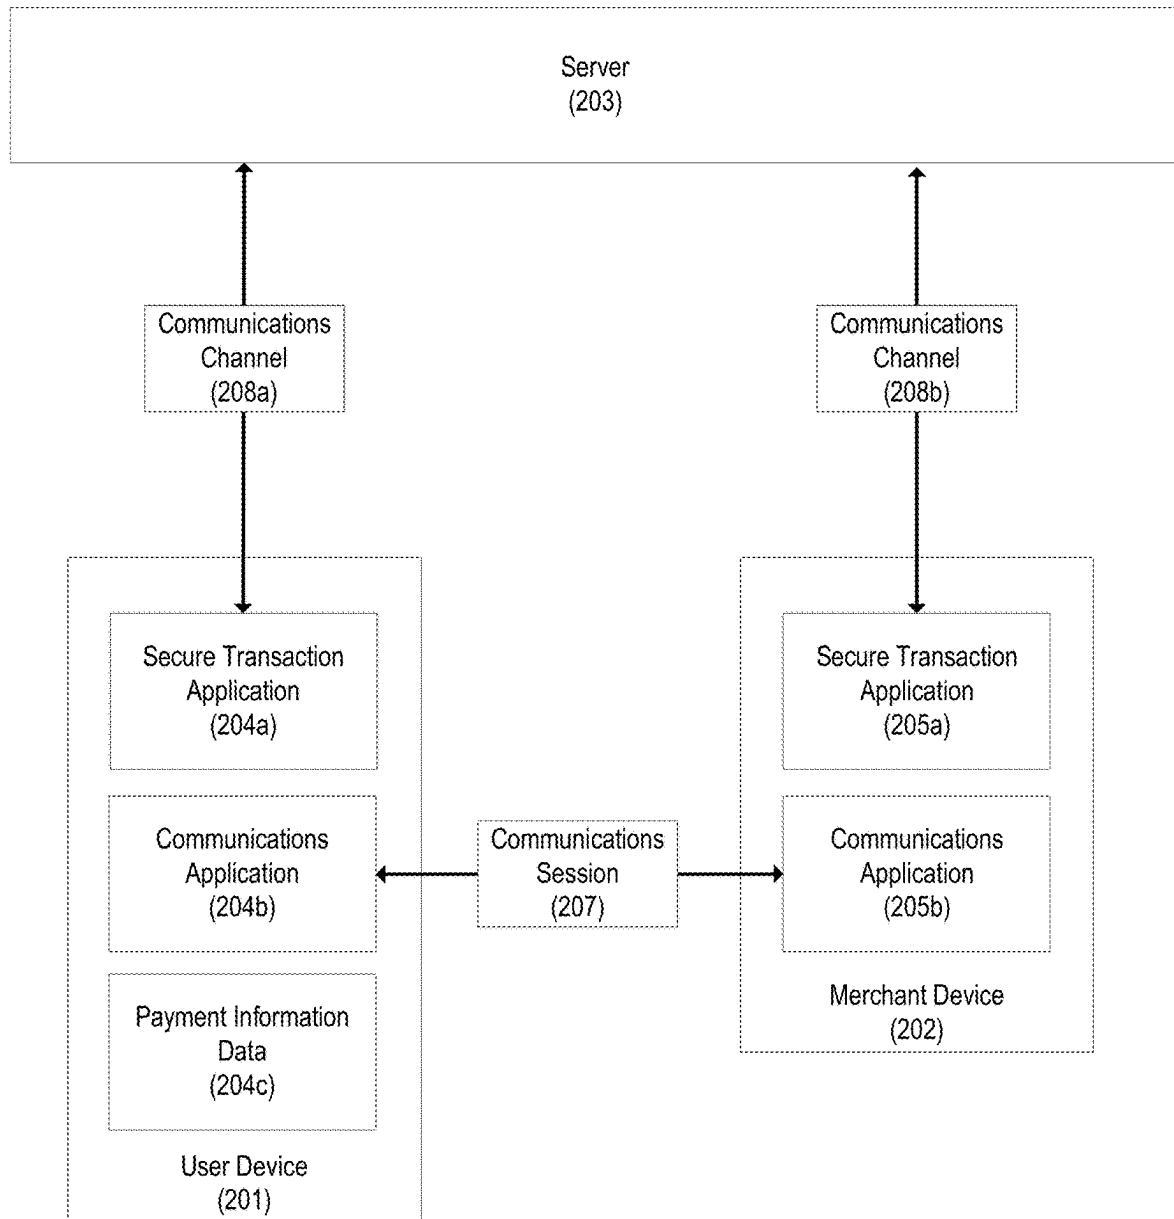 Server
(203)
Communications
Channel
(208a)
Communications
Channel
(208b)
Secure Transaction
Application
(204a)
Secure Transaction
Application
(205a)
Communications
Application
(204b)
Communications
Session
(207)
Communications
Application
(205b)
Payment Information
Data
(204c)
Merchant Device
(202)
User Device
(201)